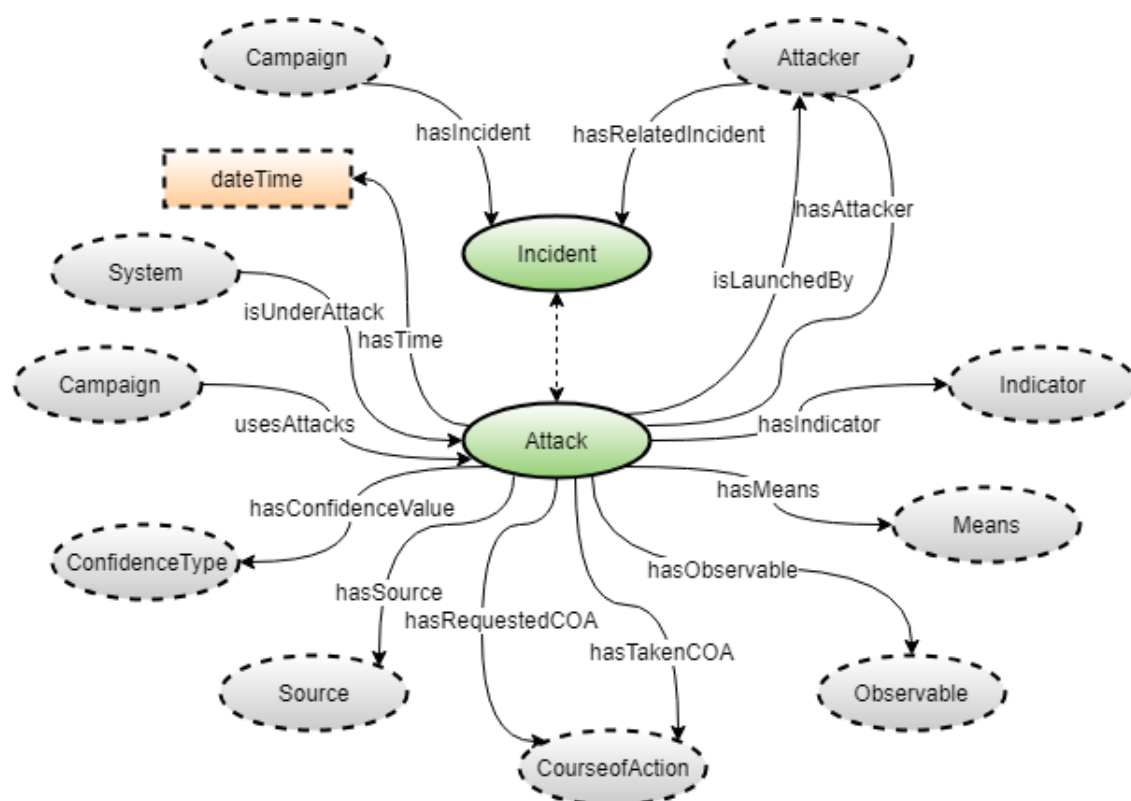 Campaign
Attacker
hasIncident
hasRelatedIncident
dateTime
hasAttacker
Incident
System
isLaunchedBy
isUnderAttack
hasTime
Campaign
Indicator
usesAttacks
Attack
hasIndicator
hasMeans
hasConfidenceValue
Means
ConfidenceType
hasObservable
hasSource
hasRequestedCOA
hasTakenCOA
Source
Observable
CourseofAction